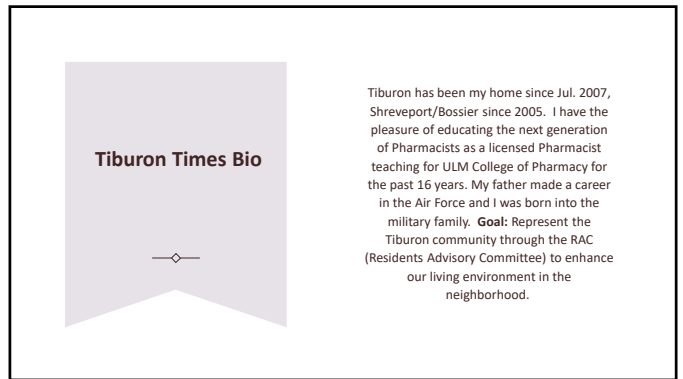 Tiburon Times Bio
Tiburon has been my home since Jul. 2007,
Shreveport/Bossier since 2005.  I have the
pleasure of educating the next generation
of Pharmacists as a licensed Pharmacist
teaching for ULM College of Pharmacy for
the past 16 years. My father made a career
in the Air Force and I was born into the
military family.  Goal: Represent the
Tiburon community through the RAC
(Residents Advisory Committee) to enhance
our living environment in the
neighborhood.